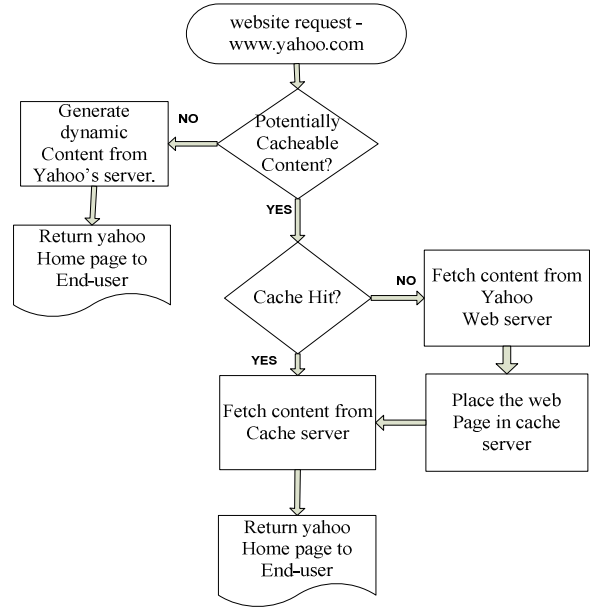 website request -
www.yahoo.com
Potentially
Cacheable
Content?
NO
Generate
dynamic
Content from
Yahoo's server.
Return yahoo
Home page to
End-user
YES
Cache Hit?
NO
Fetch content from
Yahoo
Web server
Place the web
Page in cache
server
YES
Fetch content from
Cache server
Return yahoo
Home page to
End-user